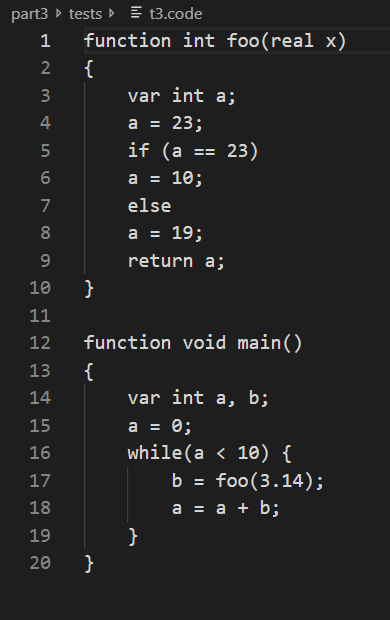 part3 > tests > t3.code
1 function int foo(real x)
2 {
3     var int a;
4     a = 23;
5     if (a == 23)
6     a = 10;
7     else
8     a = 19;
9     return a;
10 }
11
12 function void main()
13 {
14     var int a, b;
15     a = 0;
16     while(a < 10) {
17         b = foo(3.14);
18         a = a + b;
19     }
20 }